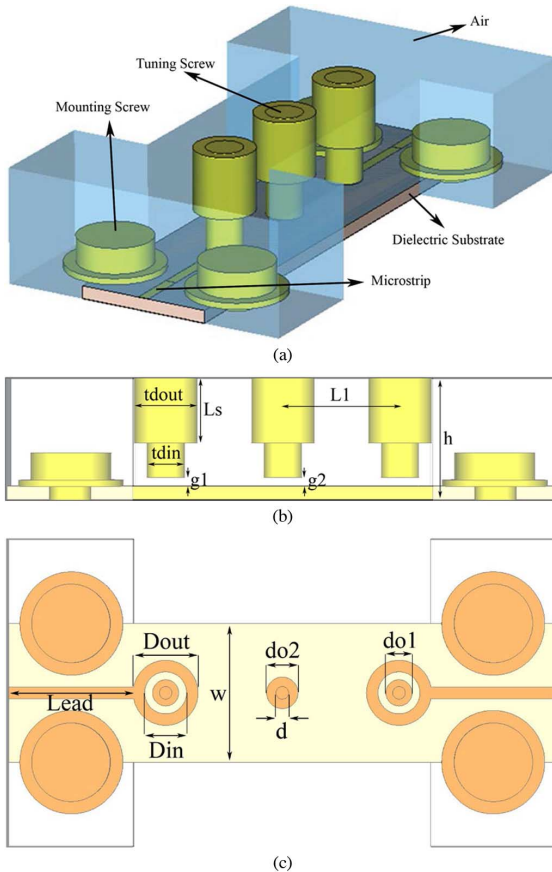 Air
Tuning Screw
Mounting Screw
Dielectric Substrate
Microstrip
(a)
tdout
Ls
L1
tdin
h
g1
g2
(b)
Dout
do2
do1
w
Lead
d
Din
(c)